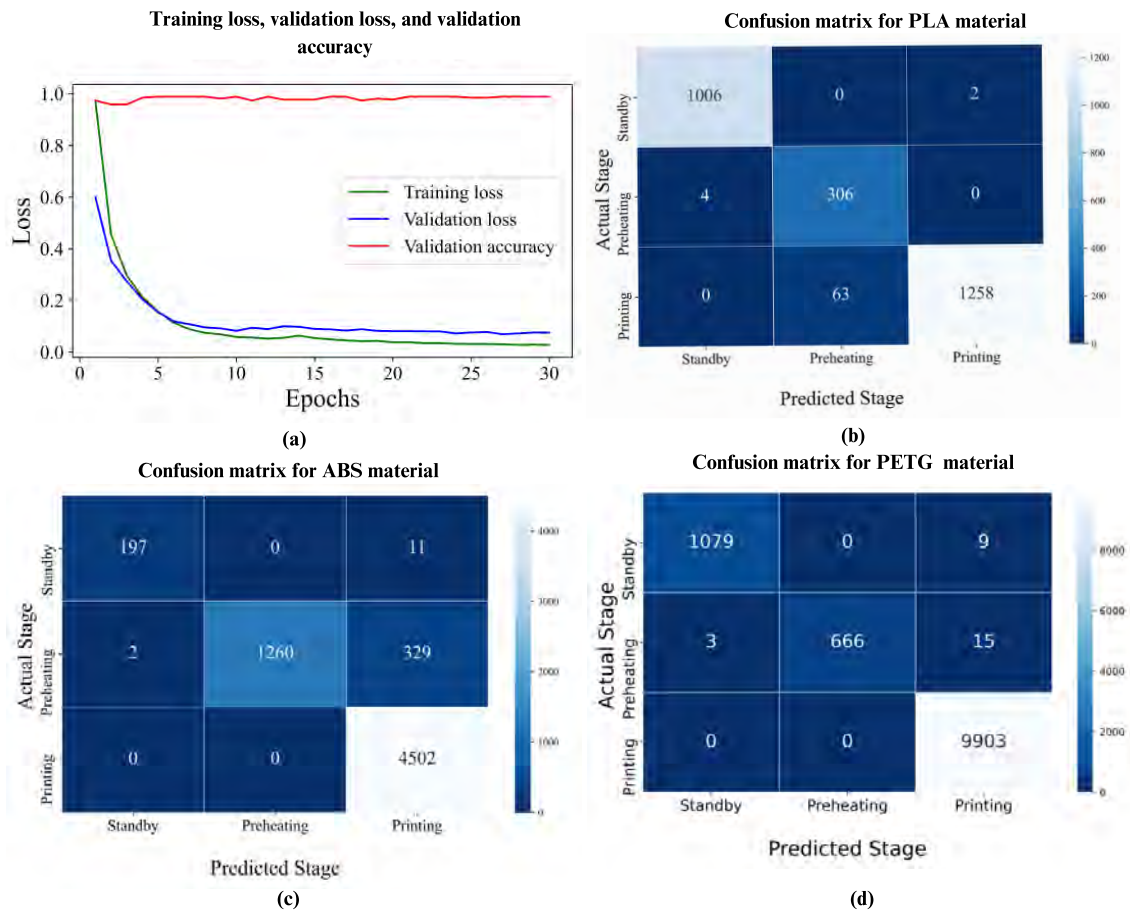 Training loss, validation loss, and validation
accuracy
1.0
0.8
0.6
0.4
0.2
0.0
Loss
Training loss
Validation loss
Validation accuracy
0 5 10 15 20 25 30
Epochs
(a)
Confusion matrix for PLA material
Actual Stage
Standby
Preheating
Printing
1006 0 2
4 306 0
0 63 1258
Standby Preheating Printing
Predicted Stage
1200
1000
800
600
400
200
0
(b)
Confusion matrix for ABS material
Actual Stage
Standby
Preheating
Printing
197 0 11
2 1260 329
0 0 4502
Standby Preheating Printing
Predicted Stage
4000
3000
2000
1000
0
(c)
Confusion matrix for PETG material
Actual Stage
Standby
Preheating
Printing
1079 0 9
3 666 15
0 0 9903
Standby Preheating Printing
Predicted Stage
8000
6000
4000
2000
0
(d)